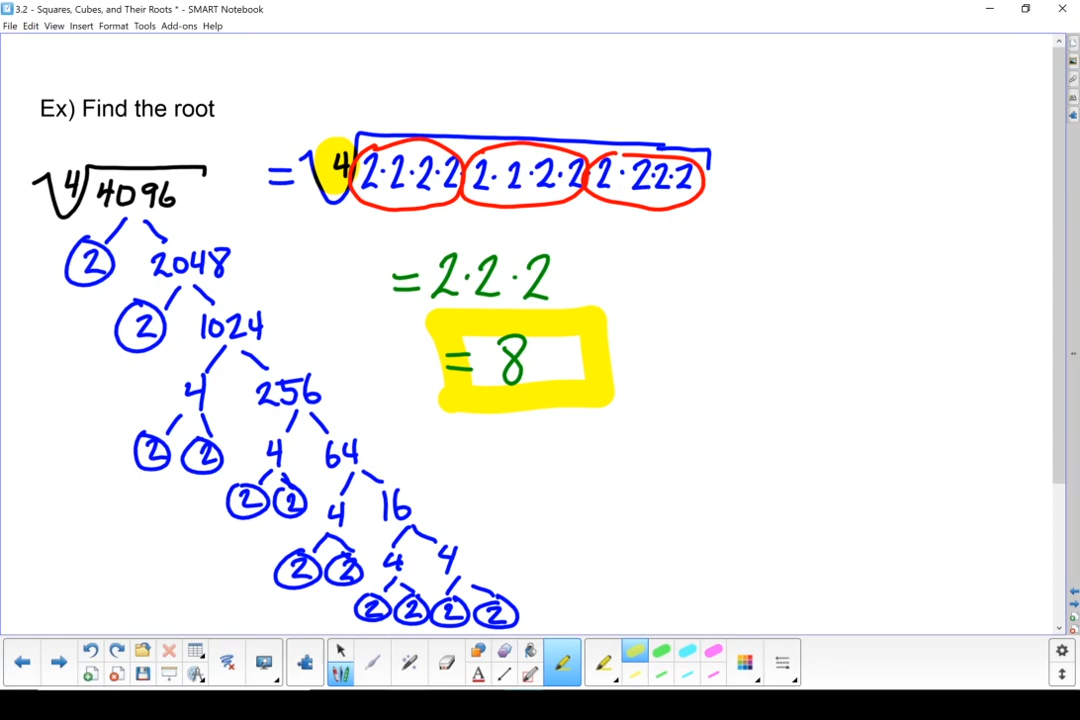 3.2 - Squares, Cubes, and Their Roots * - SMART Notebook
File Edit View Insert Format Tools Add-ons Help
Ex) Find the root
∜4096 = ∜2·2·2·2 2·2·2·2 2·2·2·2
2 2048
= 2·2·2
2 1024
= 8
4 256
2 2 4 64
2 2 4 16
2 2 4 4
2 2 2 2